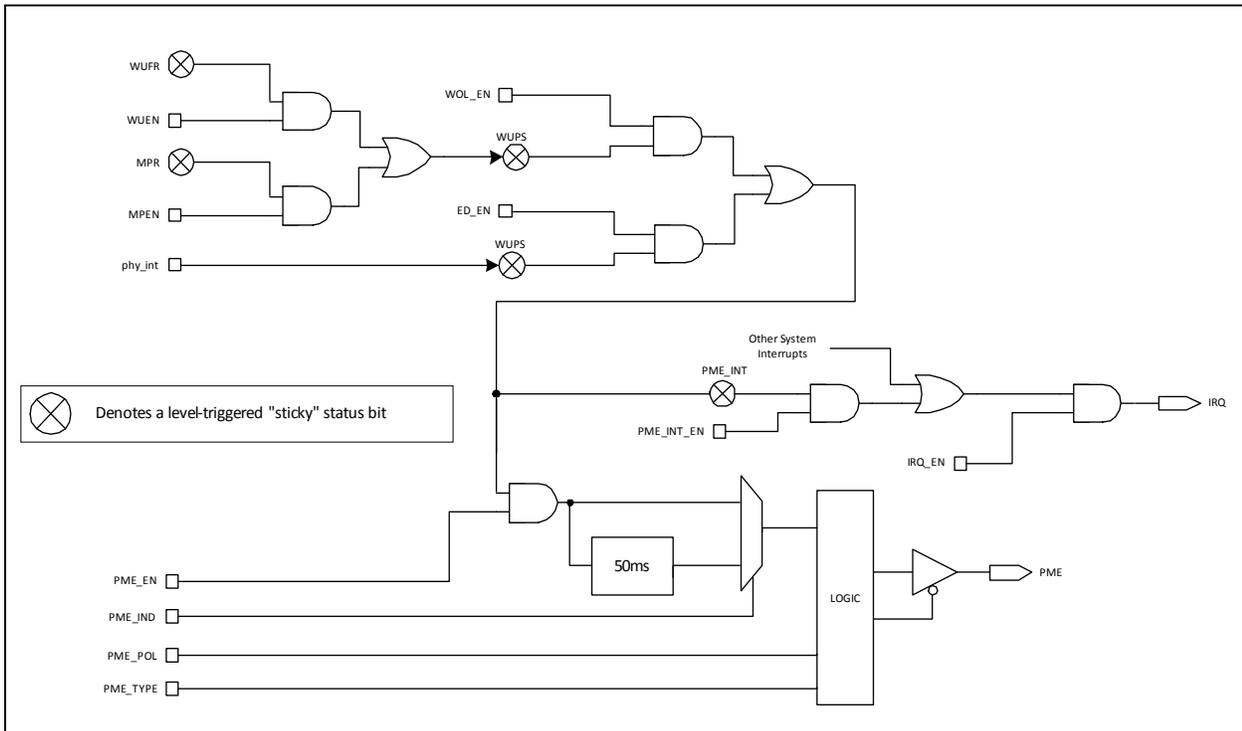 WUFR
WUEN
MPR
MPEN
phy_int
WOL_EN
WUPS
ED_EN
WUPS
Other System
Interrupts
PME_INT
PME_INT_EN
IRQ_EN
IRQ
Denotes a level-triggered "sticky" status bit
50ms
PME_EN
PME_IND
PME_POL
PME_TYPE
LOGIC
PME